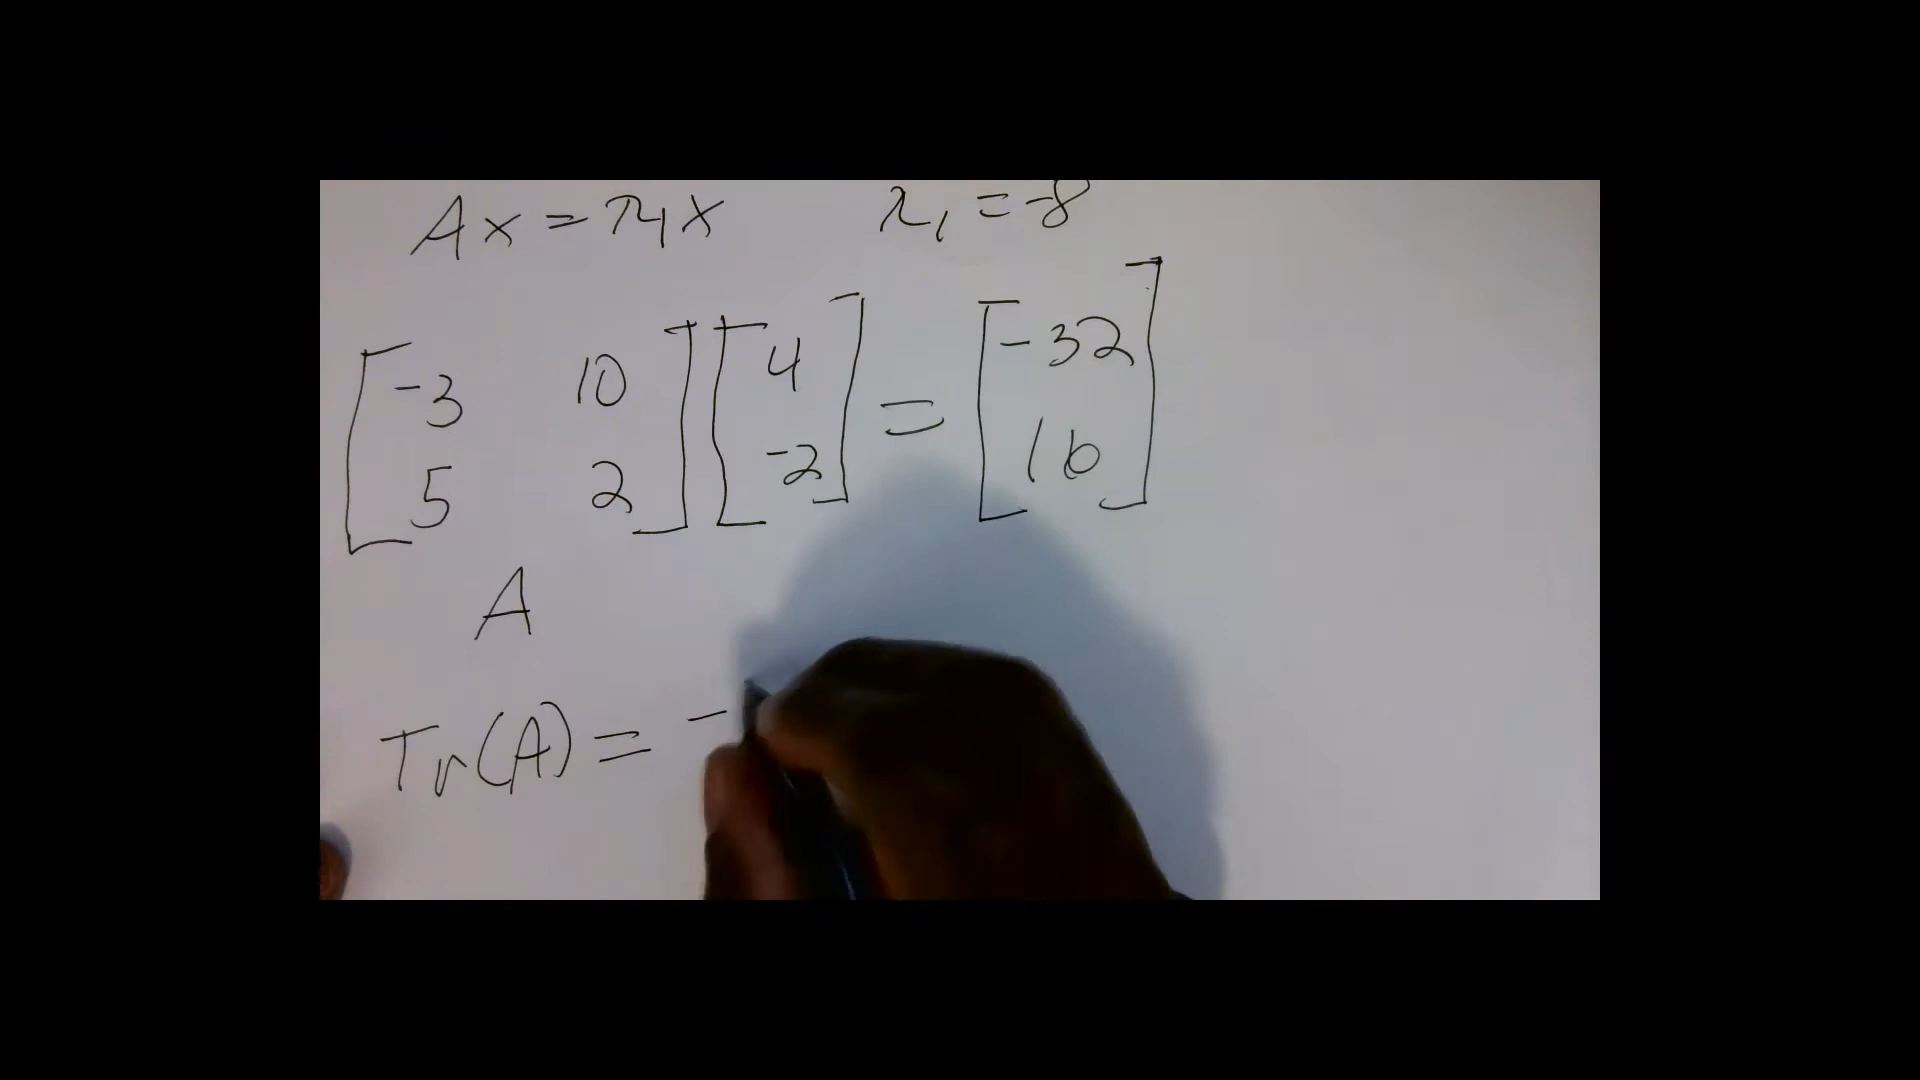 Ax = λ₁x λ₁ = -8
[-3 10] [4] = [-32]
[5 2] [-2] [16]
A
Tr(A) = -